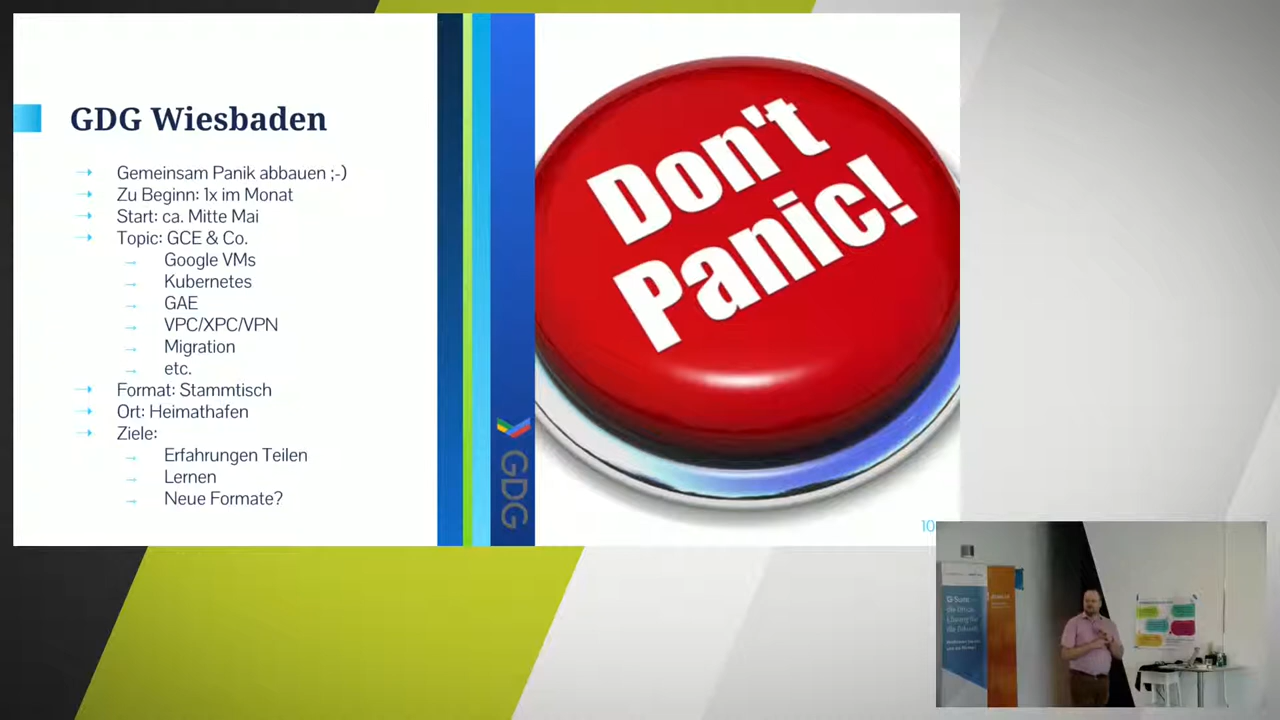 GDG Wiesbaden
Gemeinsam Panik abbauen ;-)
Zu Beginn: 1x im Monat
Start: ca. Mitte Mai
Topic: GCE & Co.
Google VMs
Kubernetes
GAE
VPC/XPC/VPN
Migration
etc.
Format: Stammtisch
Ort: Heimathafen
Ziele:
Erfahrungen Teilen
Lernen
Neue Formate?
GDG
Don't
Panic!
10